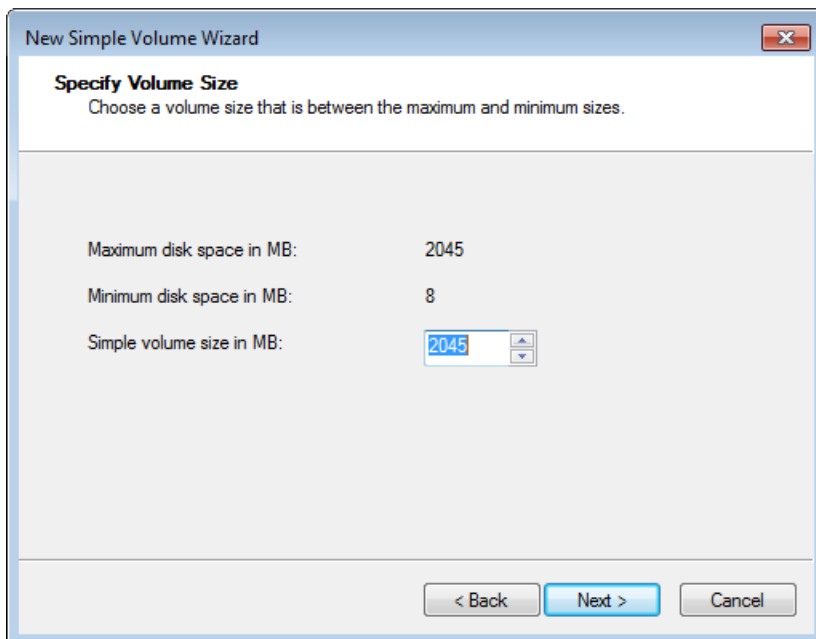 New Simple Volume Wizard
Specify Volume Size
Choose a volume size that is between the maximum and minimum sizes.
Maximum disk space in MB: 2045
Minimum disk space in MB: 8
Simple volume size in MB: 2045
< Back Next > Cancel